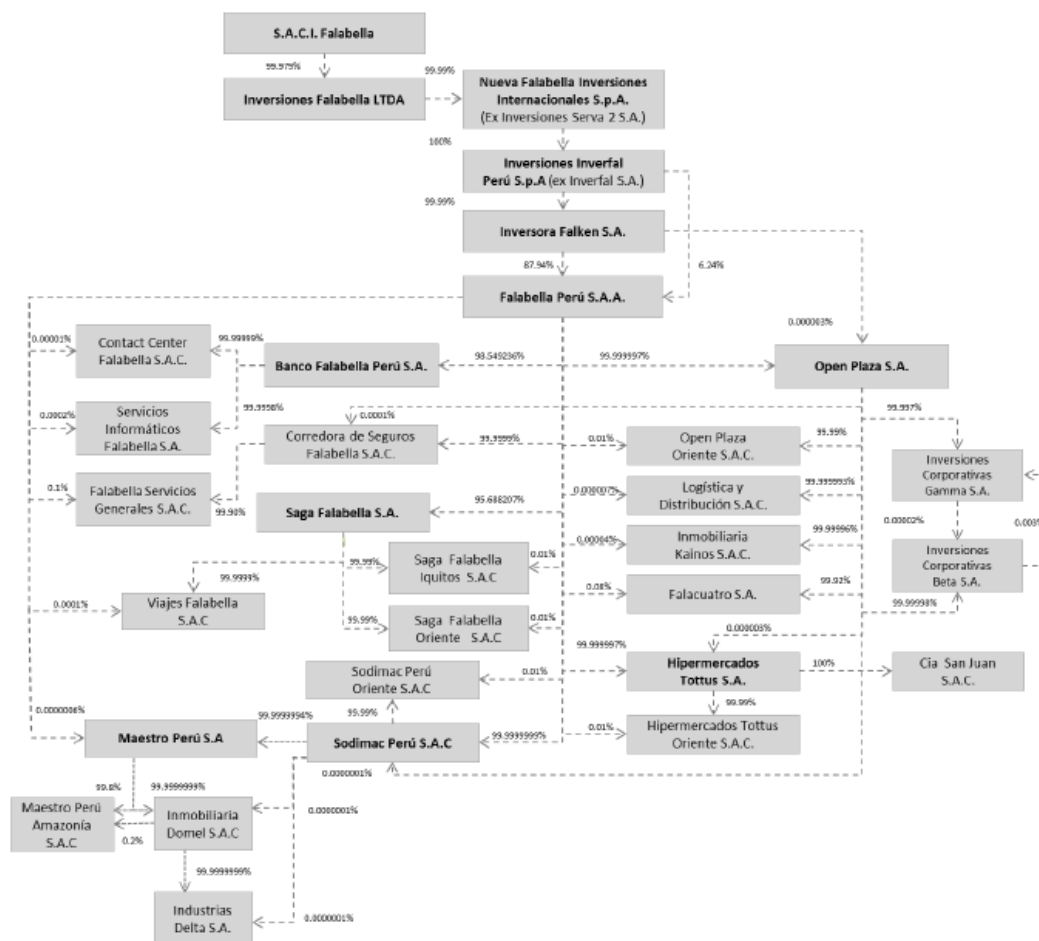 S.A.C.I. Falabella
99.979%
99.99%
Inversiones Falabella LTDA
Nueva Falabella Inversiones
Internacionales S.p.A.
(Ex Inversiones Serva 2 S.A.)
100%
Inversiones Inverfal
Perú S.p.A (ex Inverfal S.A.)
99.99%
Inversora Falken S.A.
87.94%
6.24%
Falabella Perú S.A.A.
0.000003%
0.00001%
Contact Center
Falabella S.A.C.
99.99999%
Banco Falabella Perú S.A.
98.549236%
99.999997%
Open Plaza S.A.
0.0002%
Servicios
Informáticos
Falabella S.A.
99.9998%
0.0001%
Corredora de Seguros
Falabella S.A.C.
99.9999%
0.01%
Open Plaza
Oriente S.A.C.
99.99%
99.997%
Inversiones
Corporativas
Gamma S.A.
0.1%
Falabella Servicios
Generales S.A.C.
99.90%
Saga Falabella S.A.
95.688207%
0.000007%
Logística y
Distribución S.A.C.
99.999993%
0.00002%
0.003%
0.00004%
Inmobiliaria
Kainos S.A.C.
99.99996%
Inversiones
Corporativas
Beta S.A.
99.99998%
99.99%
Saga Falabella
Iquitos S.A.C
0.01%
99.9999%
0.0001%
Viajes Falabella
S.A.C
0.08%
Falacuatro S.A.
99.92%
99.99%
Saga Falabella
Oriente S.A.C
0.01%
0.000003%
99.999997%
Hipermercados
Tottus S.A.
100%
Cia San Juan
S.A.C.
Sodimac Perú
Oriente S.A.C
0.01%
99.99%
99.99%
0.0000006%
Maestro Perú S.A
99.9999994%
Sodimac Perú S.A.C
99.9999999%
0.01%
Hipermercados Tottus
Oriente S.A.C.
0.0000001%
99.8%
99.9999999%
Maestro Perú
Amazonía
S.A.C
0.2%
Inmobiliaria
Domel S.A.C
0.0000001%
99.9999999%
Industrias
Delta S.A.
0.0000001%